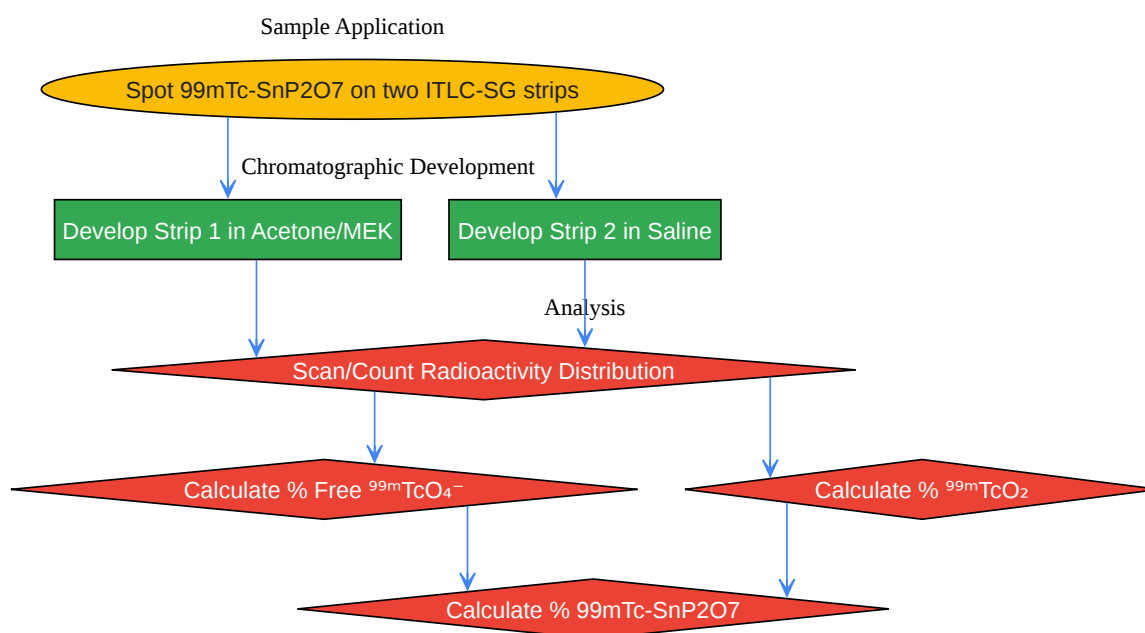 Sample Application
Spot 99mTc-SnP2O7 on two ITLC-SG strips
Chromatographic Development
Develop Strip 1 in Acetone/MEK
Develop Strip 2 in Saline
Analysis
Scan/Count Radioactivity Distribution
Calculate % Free ⁹⁹ᵐTcO₄⁻
Calculate % ⁹⁹ᵐTcO₂
Calculate % 99mTc-SnP2O7